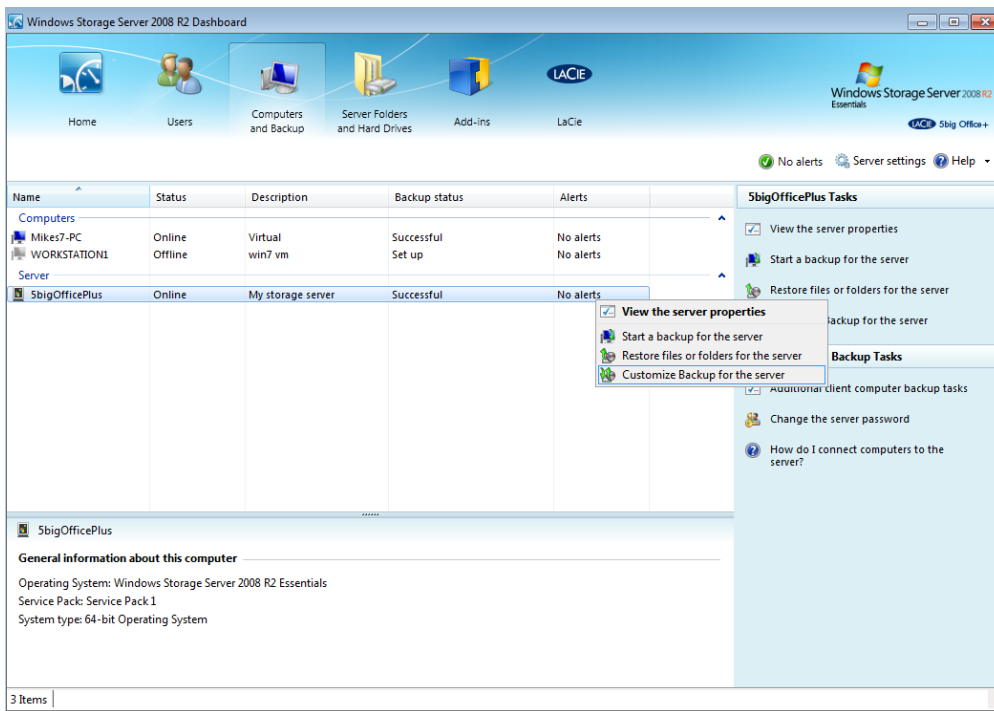 Windows Storage Server 2008 R2 Dashboard
LACIE
Windows Storage Server 2008 R2
Essentials
Home
Users
Computers
and Backup
Server Folders
and Hard Drives
Add-ins
LaCie
LACIE 5big Office+
No alerts
Server settings
Help
Name
Status
Description
Backup status
Alerts
5bigOfficePlus Tasks
Computers
Mikes7-PC Online Virtual Successful No alerts
WORKSTATION1 Offline win7 vm Set up No alerts
Server
5bigOfficePlus Online My storage server Successful No alerts
View the server properties
Start a backup for the server
Restore files or folders for the server
Customize Backup for the server
View the server properties
Start a backup for the server
Restore files or folders for the server
Backup for the server
Backup Tasks
Additional client computer backup tasks
Change the server password
How do I connect computers to the
server?
5bigOfficePlus
General information about this computer
Operating System: Windows Storage Server 2008 R2 Essentials
Service Pack: Service Pack 1
System type: 64-bit Operating System
3 Items